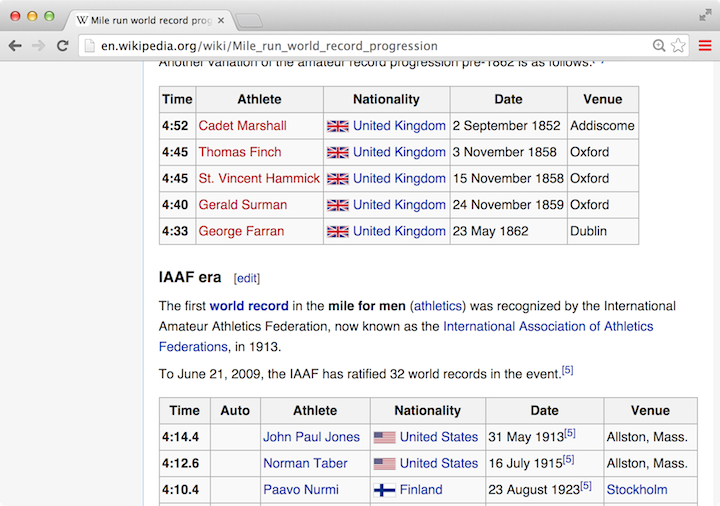 Mile run world record prog
en.wikipedia.org/wiki/Mile_run_world_record_progression
Another variation of the amateur record progression pre-1862 is as follows:
Time Athlete Nationality Date Venue
4:52 Cadet Marshall United Kingdom 2 September 1852 Addiscome
4:45 Thomas Finch United Kingdom 3 November 1858 Oxford
4:45 St. Vincent Hammick United Kingdom 15 November 1858 Oxford
4:40 Gerald Surman United Kingdom 24 November 1859 Oxford
4:33 George Farran United Kingdom 23 May 1862 Dublin
IAAF era [edit]
The first world record in the mile for men (athletics) was recognized by the International
Amateur Athletics Federation, now known as the International Association of Athletics
Federations, in 1913.
To June 21, 2009, the IAAF has ratified 32 world records in the event.[5]
Time Auto Athlete Nationality Date Venue
4:14.4 John Paul Jones United States 31 May 1913[5] Allston, Mass.
4:12.6 Norman Taber United States 16 July 1915[5] Allston, Mass.
4:10.4 Paavo Nurmi Finland 23 August 1923[5] Stockholm